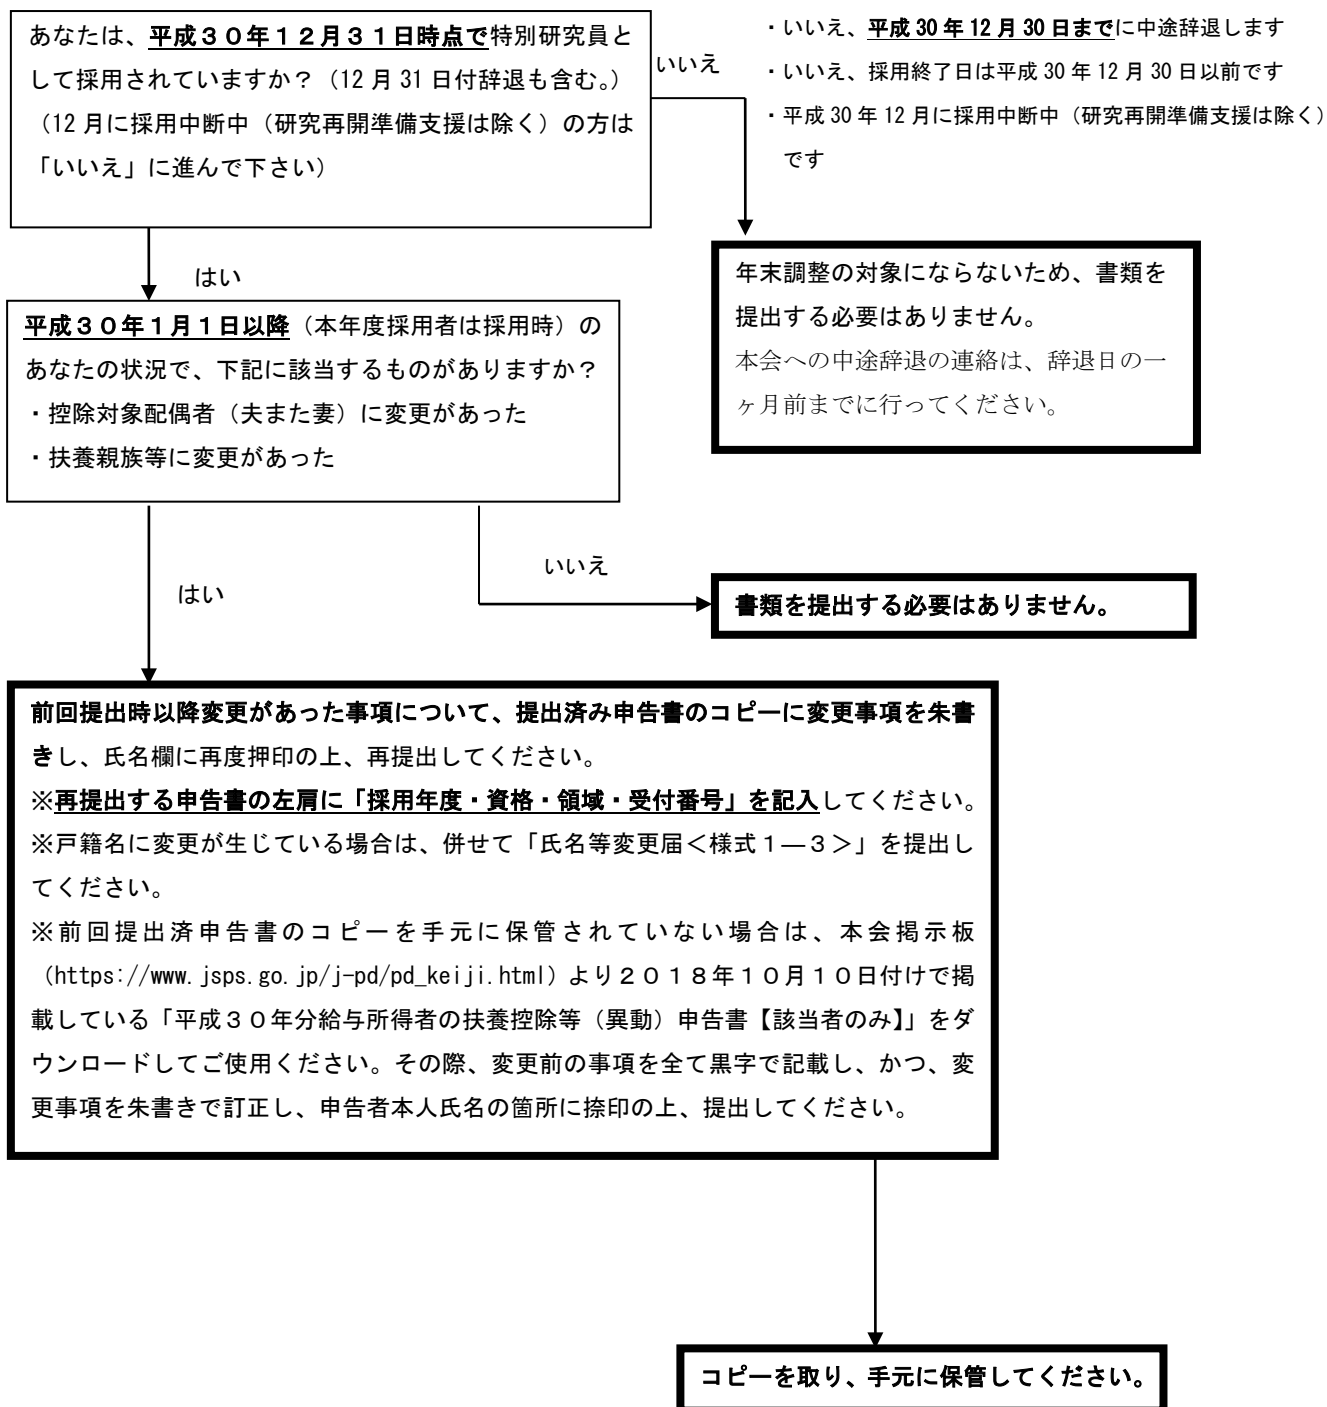 あなたは、平成３０年１２月３１日時点で特別研究員と
して採用されていますか？（12 月 31 日付辞退も含む。）
（12 月に採用中断中（研究再開準備支援は除く）の方は
「いいえ」に進んで下さい）
いいえ
・いいえ、平成 30 年 12 月 30 日までに中途辞退します
・いいえ、採用終了日は平成 30 年 12 月 30 日以前です
・平成 30 年 12 月に採用中断中（研究再開準備支援は除く）
です
はい
年末調整の対象にならないため、書類を
提出する必要はありません。
本会への中途辞退の連絡は、辞退日の一
ヶ月前までに行ってください。
平成３０年１月１日以降（本年度採用者は採用時）の
あなたの状況で、下記に該当するものがありますか？
・控除対象配偶者（夫また妻）に変更があった
・扶養親族等に変更があった
いいえ
はい
書類を提出する必要はありません。
前回提出時以降変更があった事項について、提出済み申告書のコピーに変更事項を朱書
きし、氏名欄に再度押印の上、再提出してください。
※再提出する申告書の左肩に「採用年度・資格・領域・受付番号」を記入してください。
※戸籍名に変更が生じている場合は、併せて「氏名等変更届＜様式１―３＞」を提出し
てください。
※前回提出済申告書のコピーを手元に保管されていない場合は、本会掲示板
（https://www.jsps.go.jp/j-pd/pd_keiji.html）より２０１８年１０月１０日付けで掲
載している「平成３０年分給与所得者の扶養控除等（異動）申告書【該当者のみ】」をダ
ウンロードしてご使用ください。その際、変更前の事項を全て黒字で記載し、かつ、変
更事項を朱書きで訂正し、申告者本人氏名の箇所に捺印の上、提出してください。
コピーを取り、手元に保管してください。